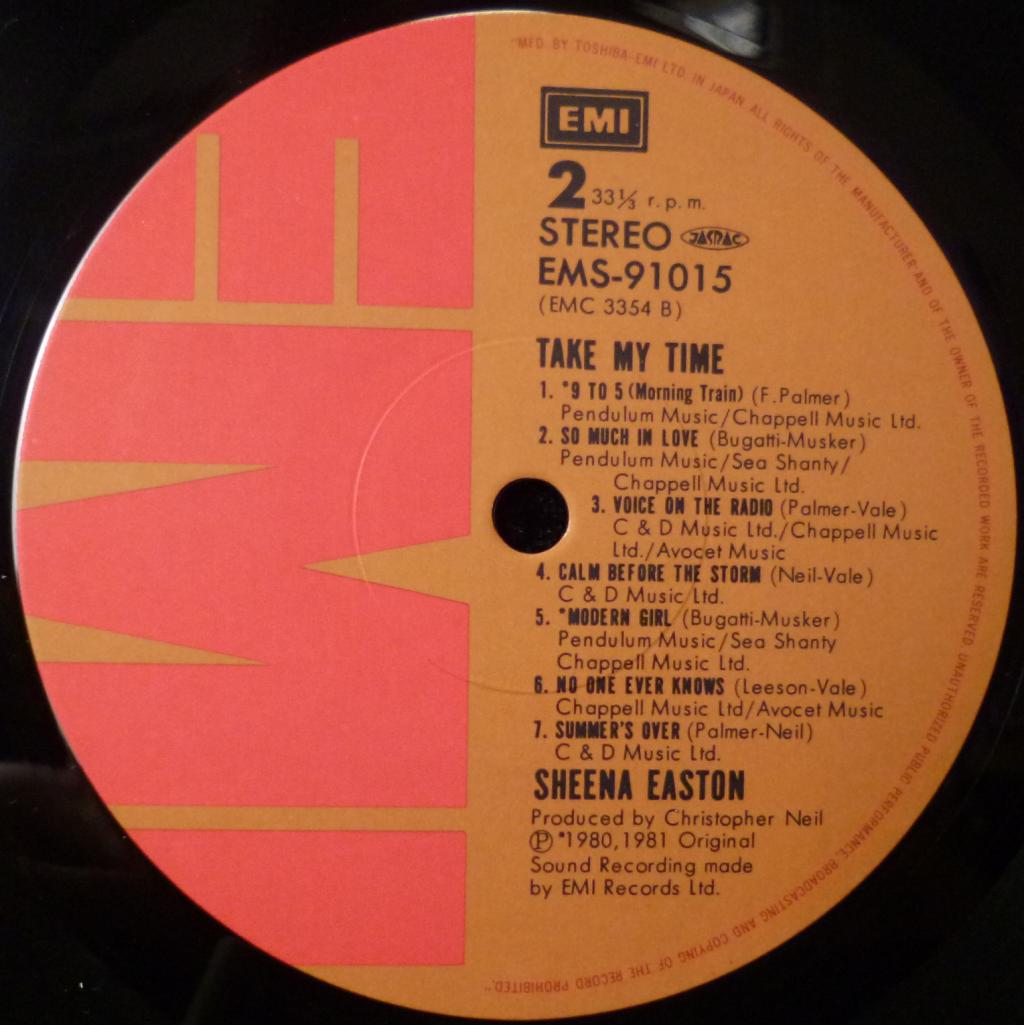 "MFD. BY TOSHIBA-EMI LTD. IN JAPAN. ALL RIGHTS OF THE MANUFACTURER AND OF THE OWNER OF THE RECORDED WORK ARE RESERVED UNAUTHORIZED PUBLIC PERFORMANCE, BROADCASTING AND COPYING OF THE RECORD PROHIBITED."
EMI
EMI
2 33⅓ r.p.m.
STEREO JASRAC
EMS-91015
(EMC 3354 B)
TAKE MY TIME
1. *9 TO 5 (Morning Train) (F. Palmer)
Pendulum Music/Chappell Music Ltd.
2. SO MUCH IN LOVE (Bugatti-Musker)
Pendulum Music/Sea Shanty/
Chappell Music Ltd.
3. VOICE ON THE RADIO (Palmer-Vale)
C & D Music Ltd./Chappell Music
Ltd./Avocet Music
4. CALM BEFORE THE STORM (Neil-Vale)
C & D Music Ltd.
5. *MODERN GIRL (Bugatti-Musker)
Pendulum Music/Sea Shanty
Chappell Music Ltd.
6. NO ONE EVER KNOWS (Leeson-Vale)
Chappell Music Ltd/Avocet Music
7. SUMMER'S OVER (Palmer-Neil)
C & D Music Ltd.
SHEENA EASTON
Produced by Christopher Neil
Ⓟ *1980, 1981 Original
Sound Recording made
by EMI Records Ltd.